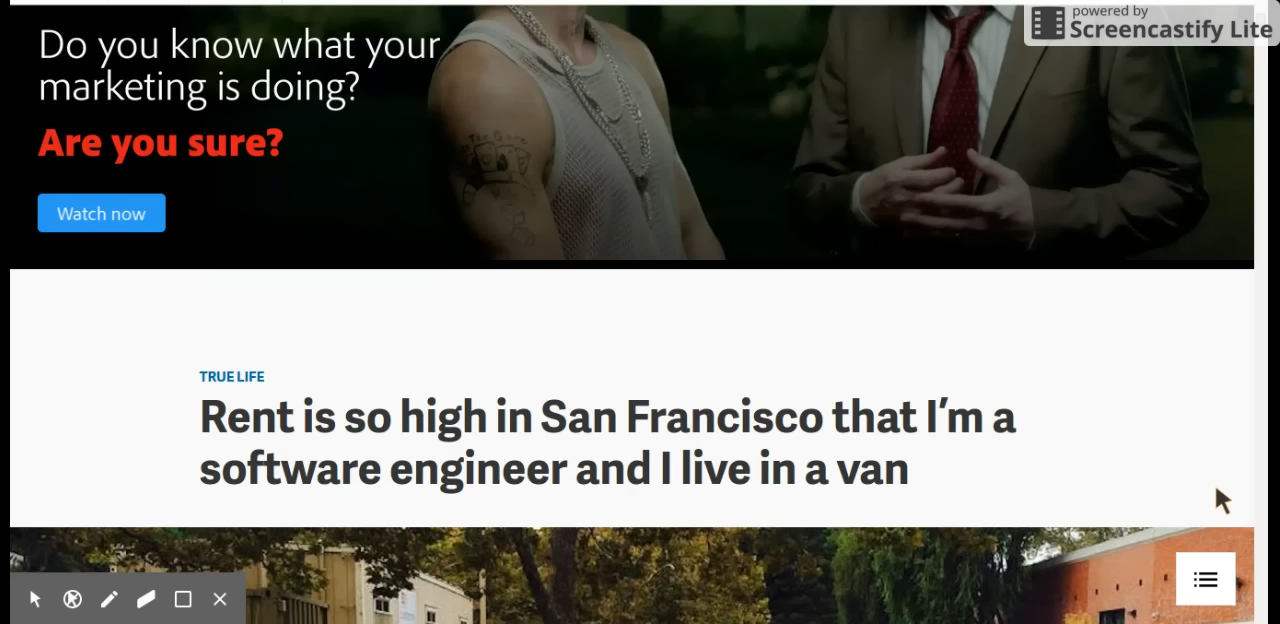 powered by
Screencastify Lite
Do you know what your
marketing is doing?
Are you sure?
Watch now
TRUE LIFE
Rent is so high in San Francisco that I’m a
software engineer and I live in a van